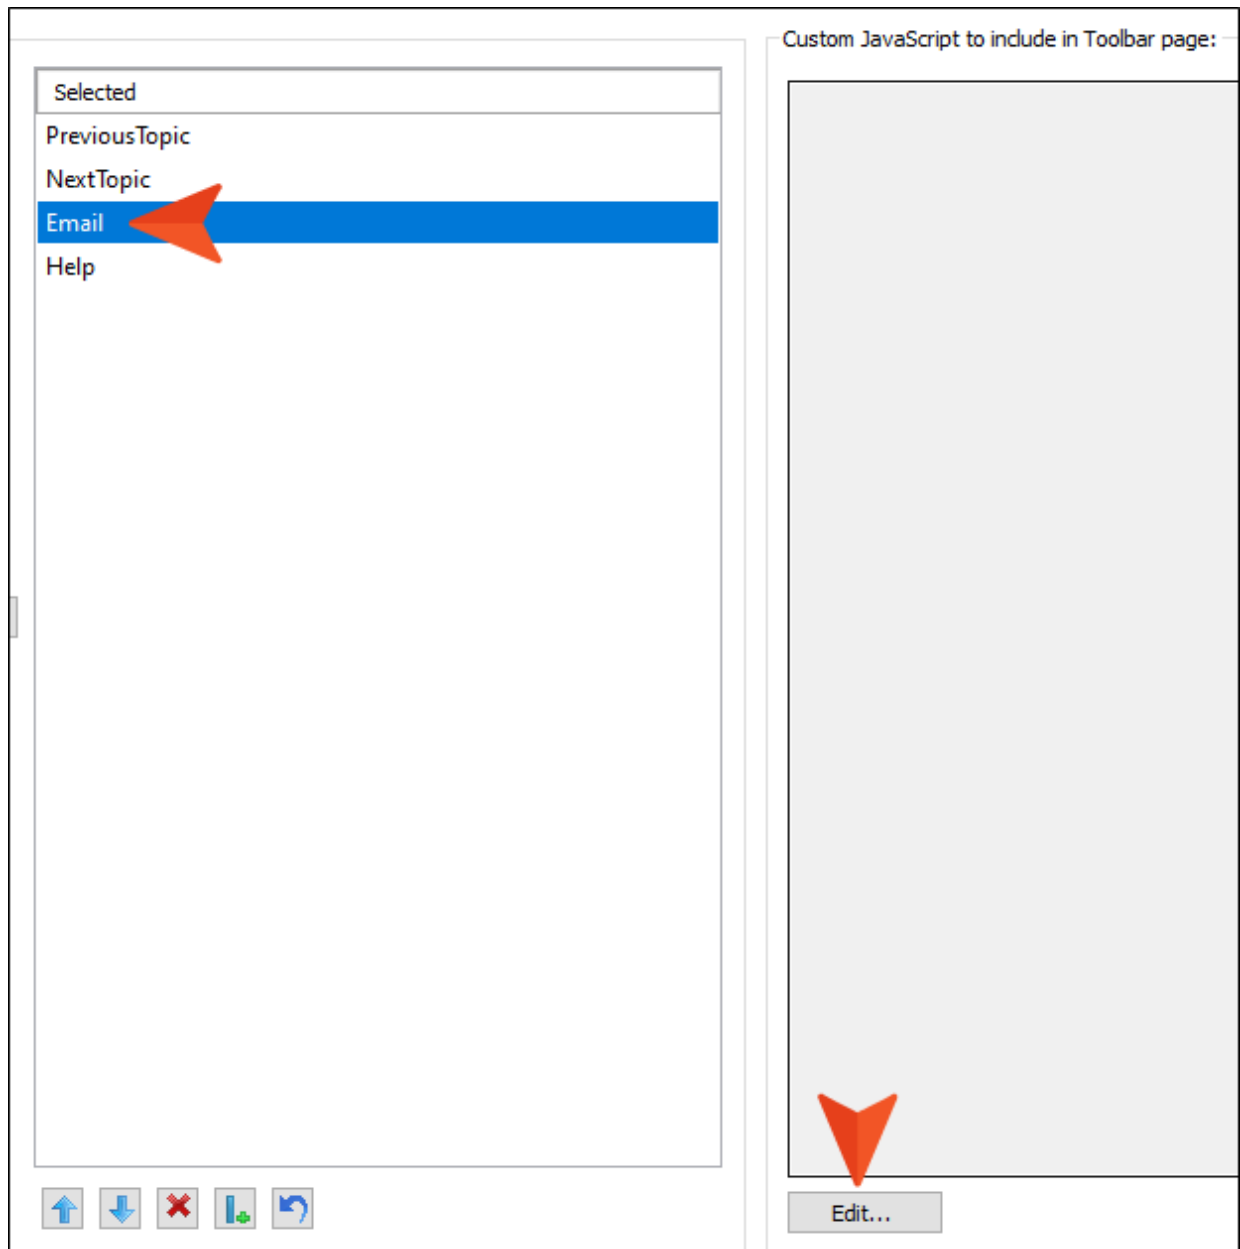 Custom JavaScript to include in Toolbar page:
Selected
PreviousTopic
NextTopic
Email
Help
Edit...